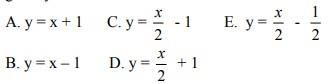 A. y = x + 1 C. y = x/2 - 1 E. y = x/2 - 1/2
B. y = x – 1 D. y = x/2 + 1